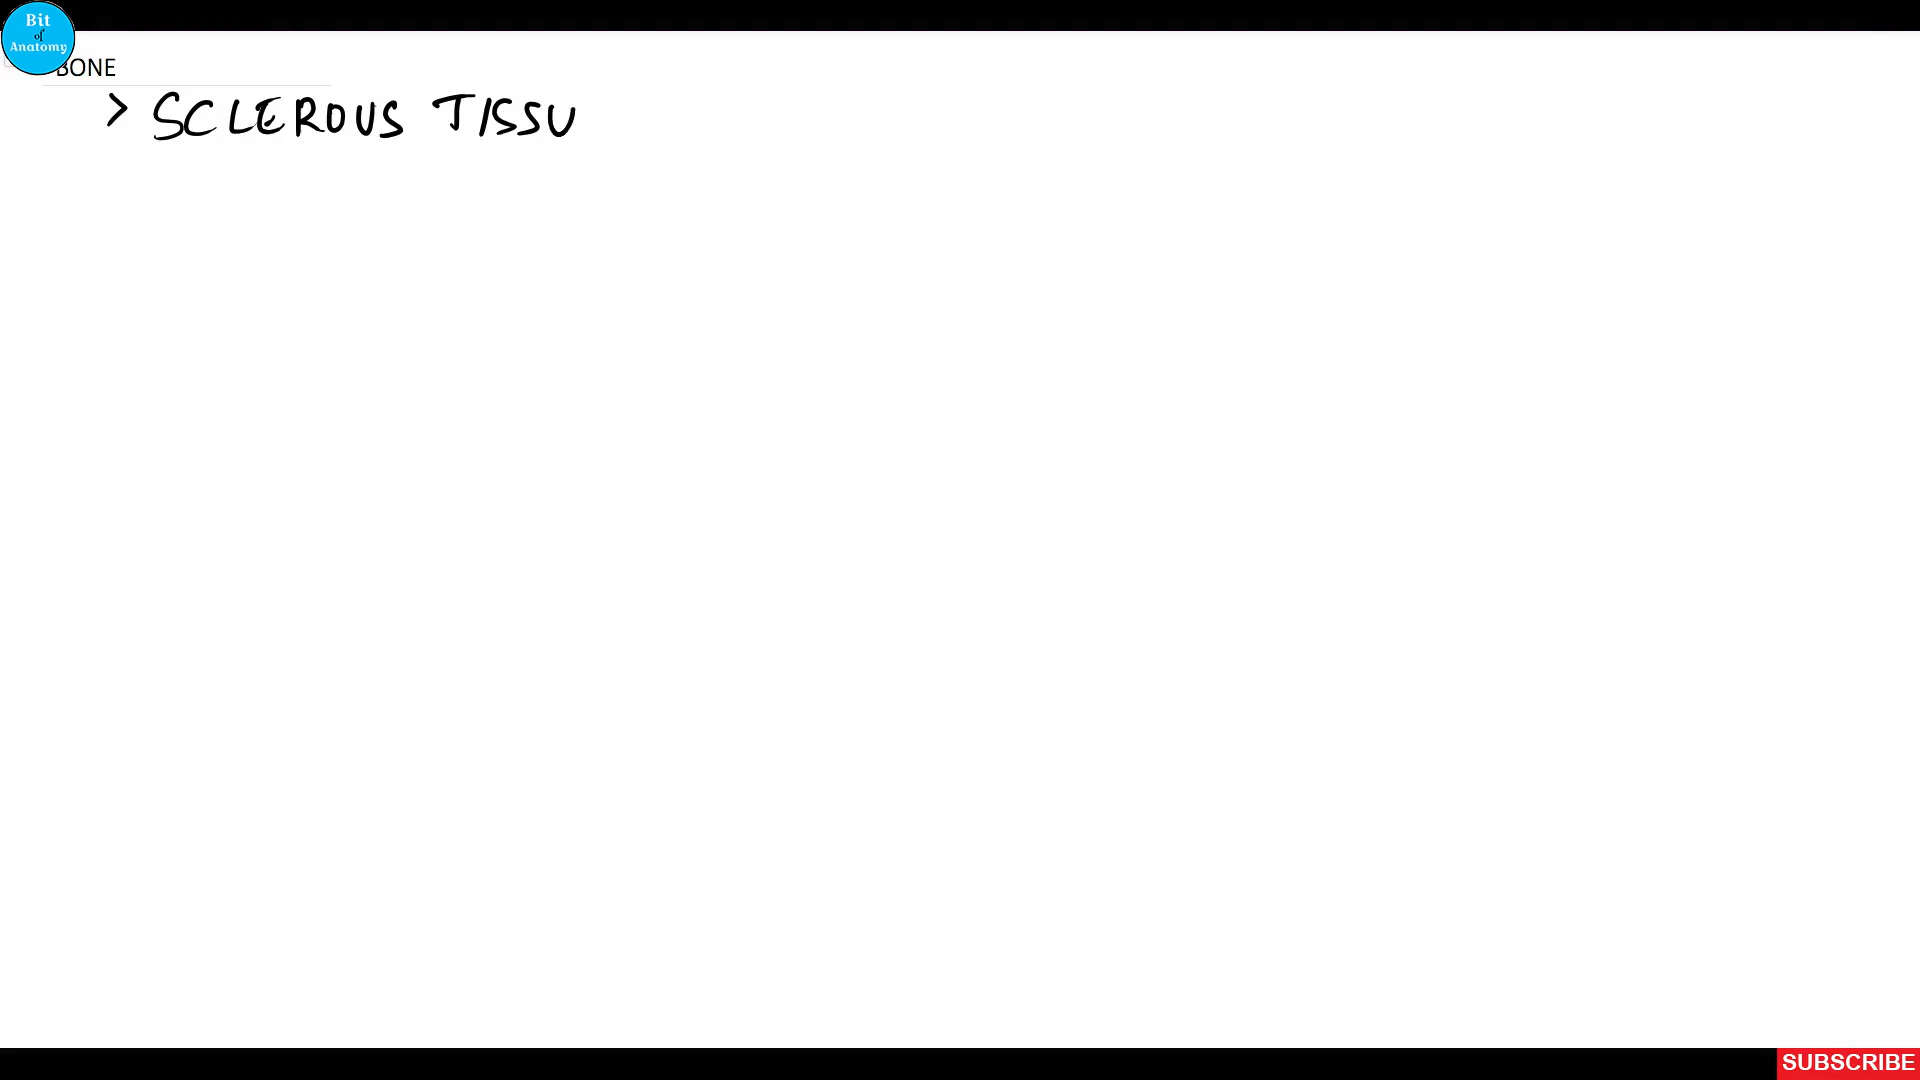 Bit
of
Anatomy
BONE
> SCLEROUS TISSU
SUBSCRIBE